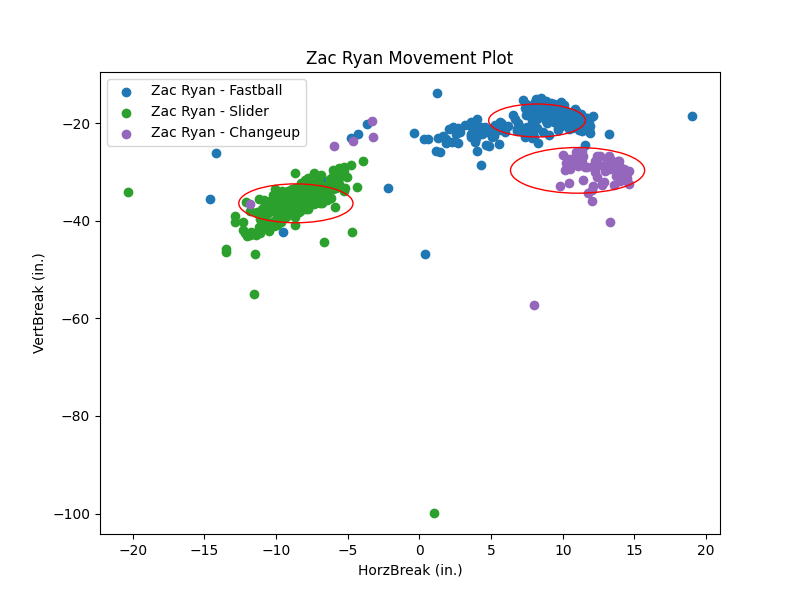 Zac Ryan Movement Plot
Zac Ryan - Fastball
Zac Ryan - Slider
Zac Ryan - Changeup
VertBreak (in.)
−20
−40
−60
−80
−100
−20
−15
−10
−5
0
5
10
15
20
HorzBreak (in.)